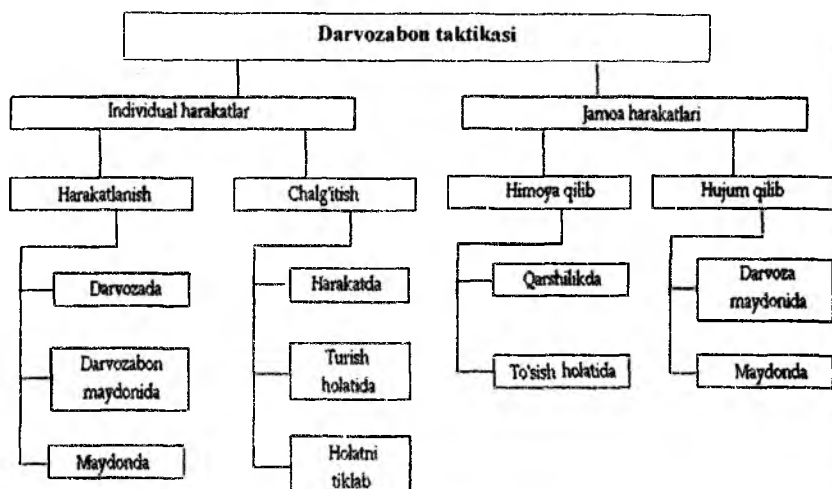 Darvozabon taktikasi
Individual harakatlar
Jamoa harakatlari
Harakatlanish
Chalg'itish
Himoya qilib
Hujum qilib
Darvozada
Darvozabon
maydonida
Maydonda
Harakatda
Turish
holatida
Holatni
tiklab
Qarshilikda
To'sish holatida
Darvoza
maydonida
Maydonda